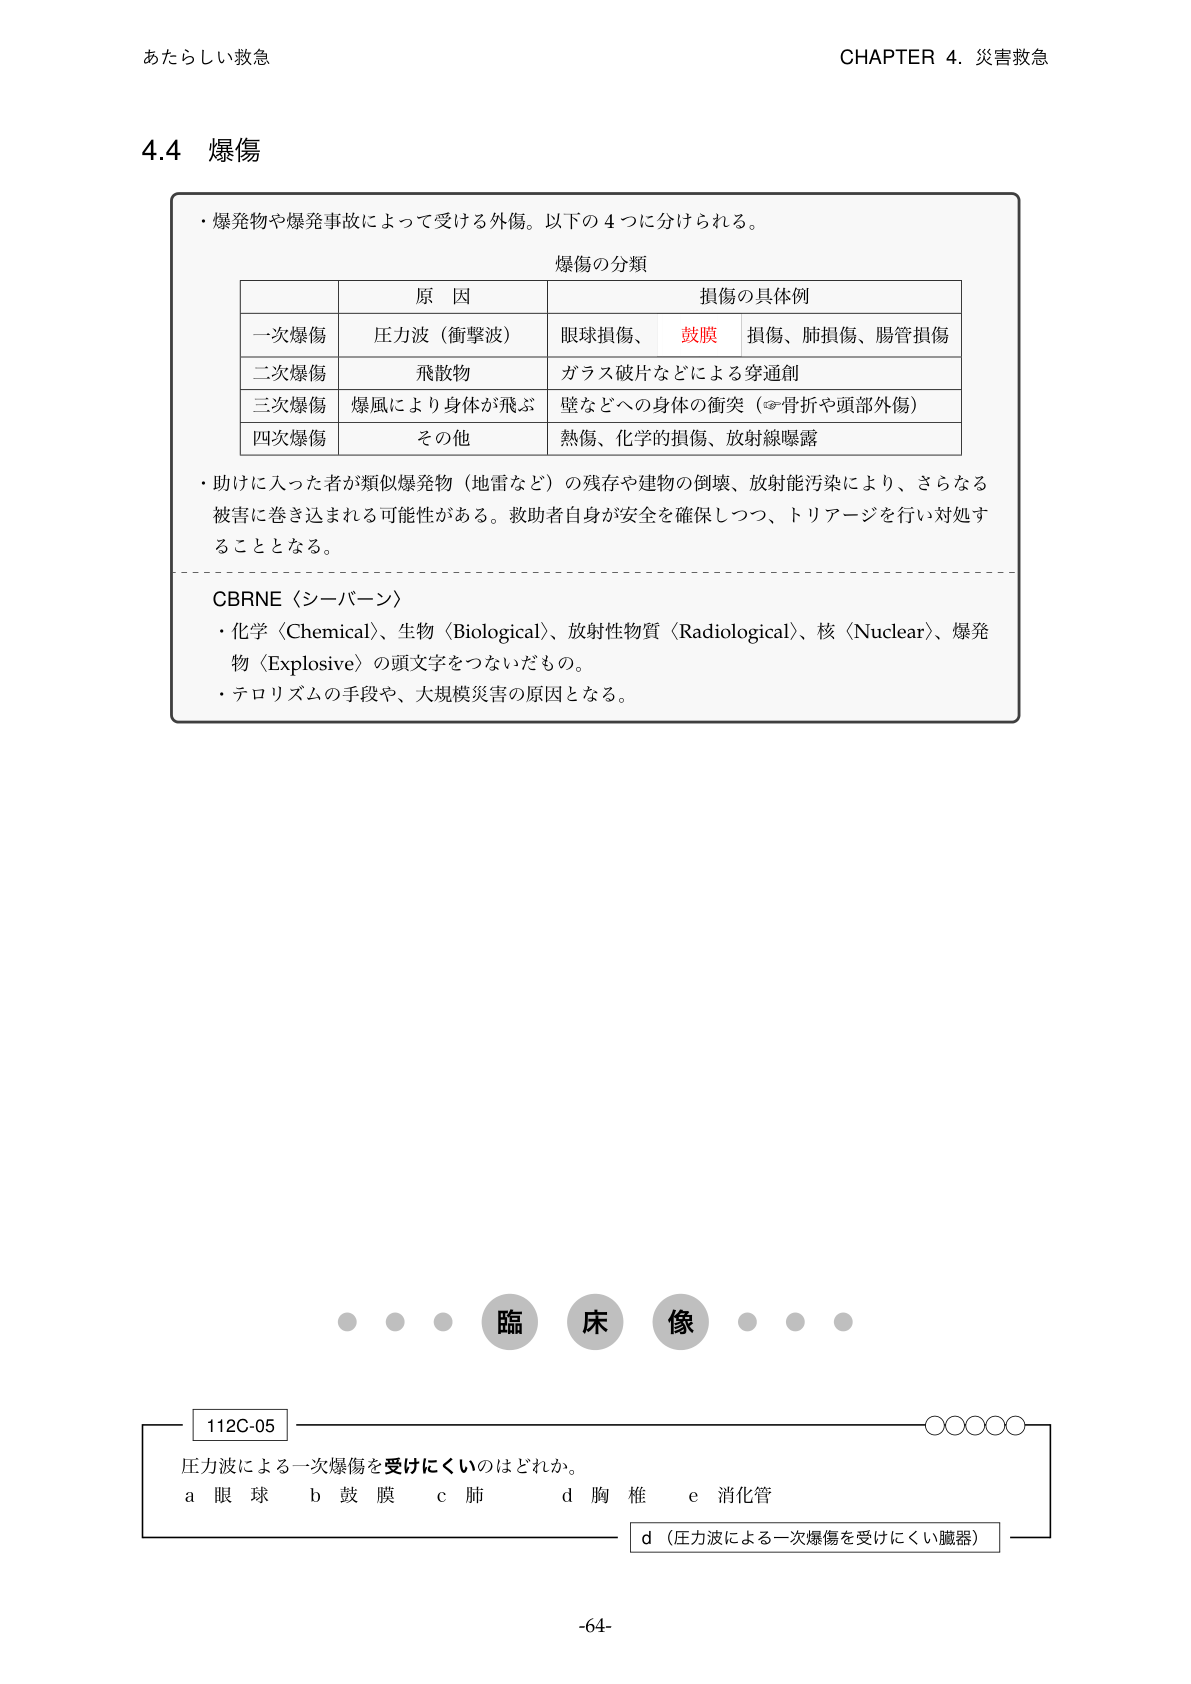 あたらしい救急
CHAPTER 4. 災害救急
4.4 爆傷
・爆発物や爆発事故によって受ける外傷。以下の 4 つに分けられる。
爆傷の分類
原 因 損傷の具体例
一次爆傷 圧力波（衝撃波） 眼球損傷、 鼓膜 損傷、肺損傷、腸管損傷
二次爆傷 飛散物 ガラス破片などによる穿通創
三次爆傷 爆風により身体が飛ぶ 壁などへの身体の衝突（☞骨折や頭部外傷）
四次爆傷 その他 熱傷、化学的損傷、放射線曝露
・助けに入った者が類似爆発物（地雷など）の残存や建物の倒壊、放射能汚染により、さらなる
被害に巻き込まれる可能性がある。救助者自身が安全を確保しつつ、トリアージを行い対処す
ることとなる。
CBRNE〈シーバーン〉
・化学〈Chemical〉、生物〈Biological〉、放射性物質〈Radiological〉、核〈Nuclear〉、爆発
物〈Explosive〉の頭文字をつないだもの。
・テロリズムの手段や、大規模災害の原因となる。
臨 床 像
112C-05
圧力波による一次爆傷を受けにくいのはどれか。
a 眼 球 b 鼓 膜 c 肺 d 胸 椎 e 消化管
d （圧力波による一次爆傷を受けにくい臓器）
-64-